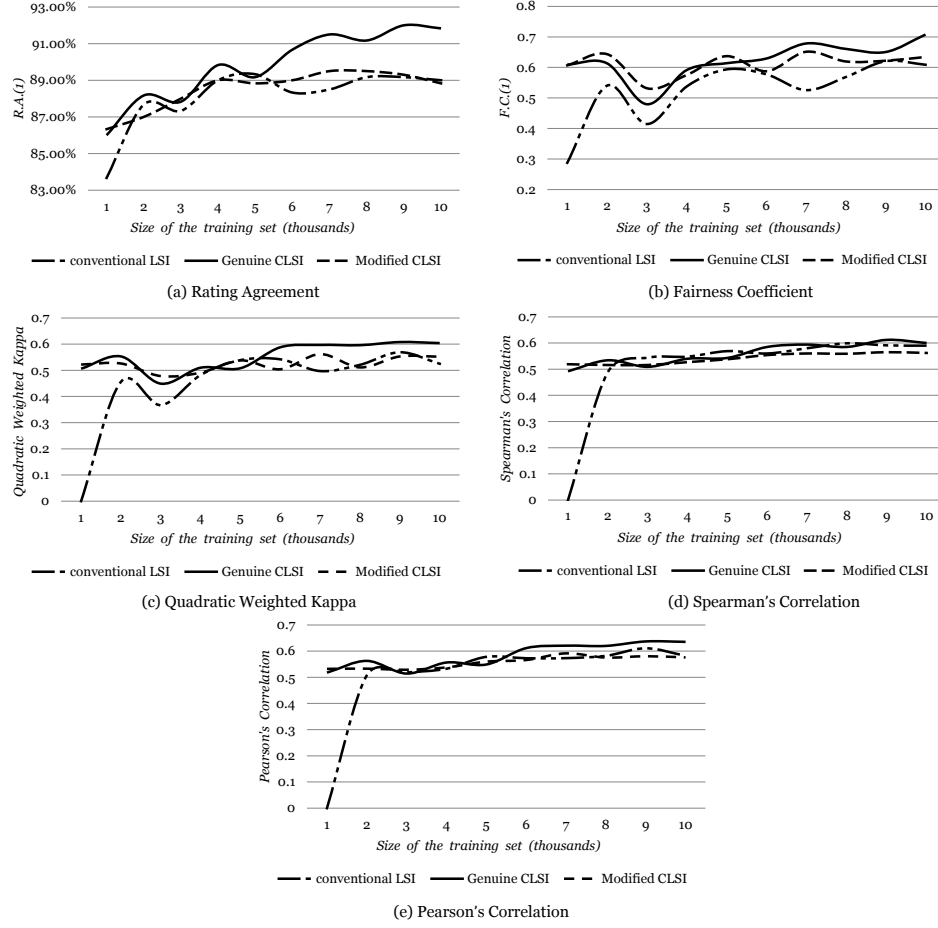 93.00%
91.00%
89.00%
87.00%
85.00%
83.00%
R.A.(1)
1 2 3 4 5 6 7 8 9 10
Size of the training set (thousands)
conventional LSI Genuine CLSI Modified CLSI
(a) Rating Agreement
0.8
0.7
0.6
0.5
0.4
0.3
0.2
F.C.(1)
1 2 3 4 5 6 7 8 9 10
Size of the training set (thousands)
conventional LSI Genuine CLSI Modified CLSI
(b) Fairness Coefficient
0.7
0.6
0.5
0.4
0.3
0.2
0.1
0
Quadratic Weighted Kappa
1 2 3 4 5 6 7 8 9 10
Size of the training set (thousands)
conventional LSI Genuine CLSI Modified CLSI
(c) Quadratic Weighted Kappa
0.7
0.6
0.5
0.4
0.3
0.2
0.1
0
Spearman's Correlation
1 2 3 4 5 6 7 8 9 10
Size of the training set (thousands)
conventional LSI Genuine CLSI Modified CLSI
(d) Spearman's Correlation
0.7
0.6
0.5
0.4
0.3
0.2
0.1
0
Pearson's Correlation
1 2 3 4 5 6 7 8 9 10
Size of the training set (thousands)
conventional LSI Genuine CLSI Modified CLSI
(e) Pearson's Correlation